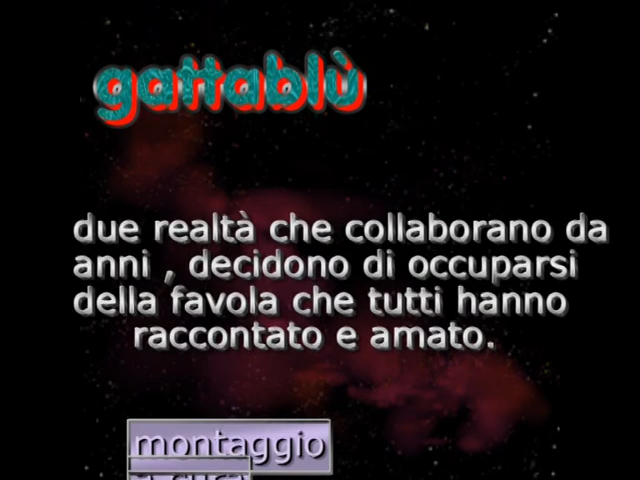 gattablù
due realtà che collaborano da
anni , decidono di occuparsi
della favola che tutti hanno
raccontato e amato.
montaggio